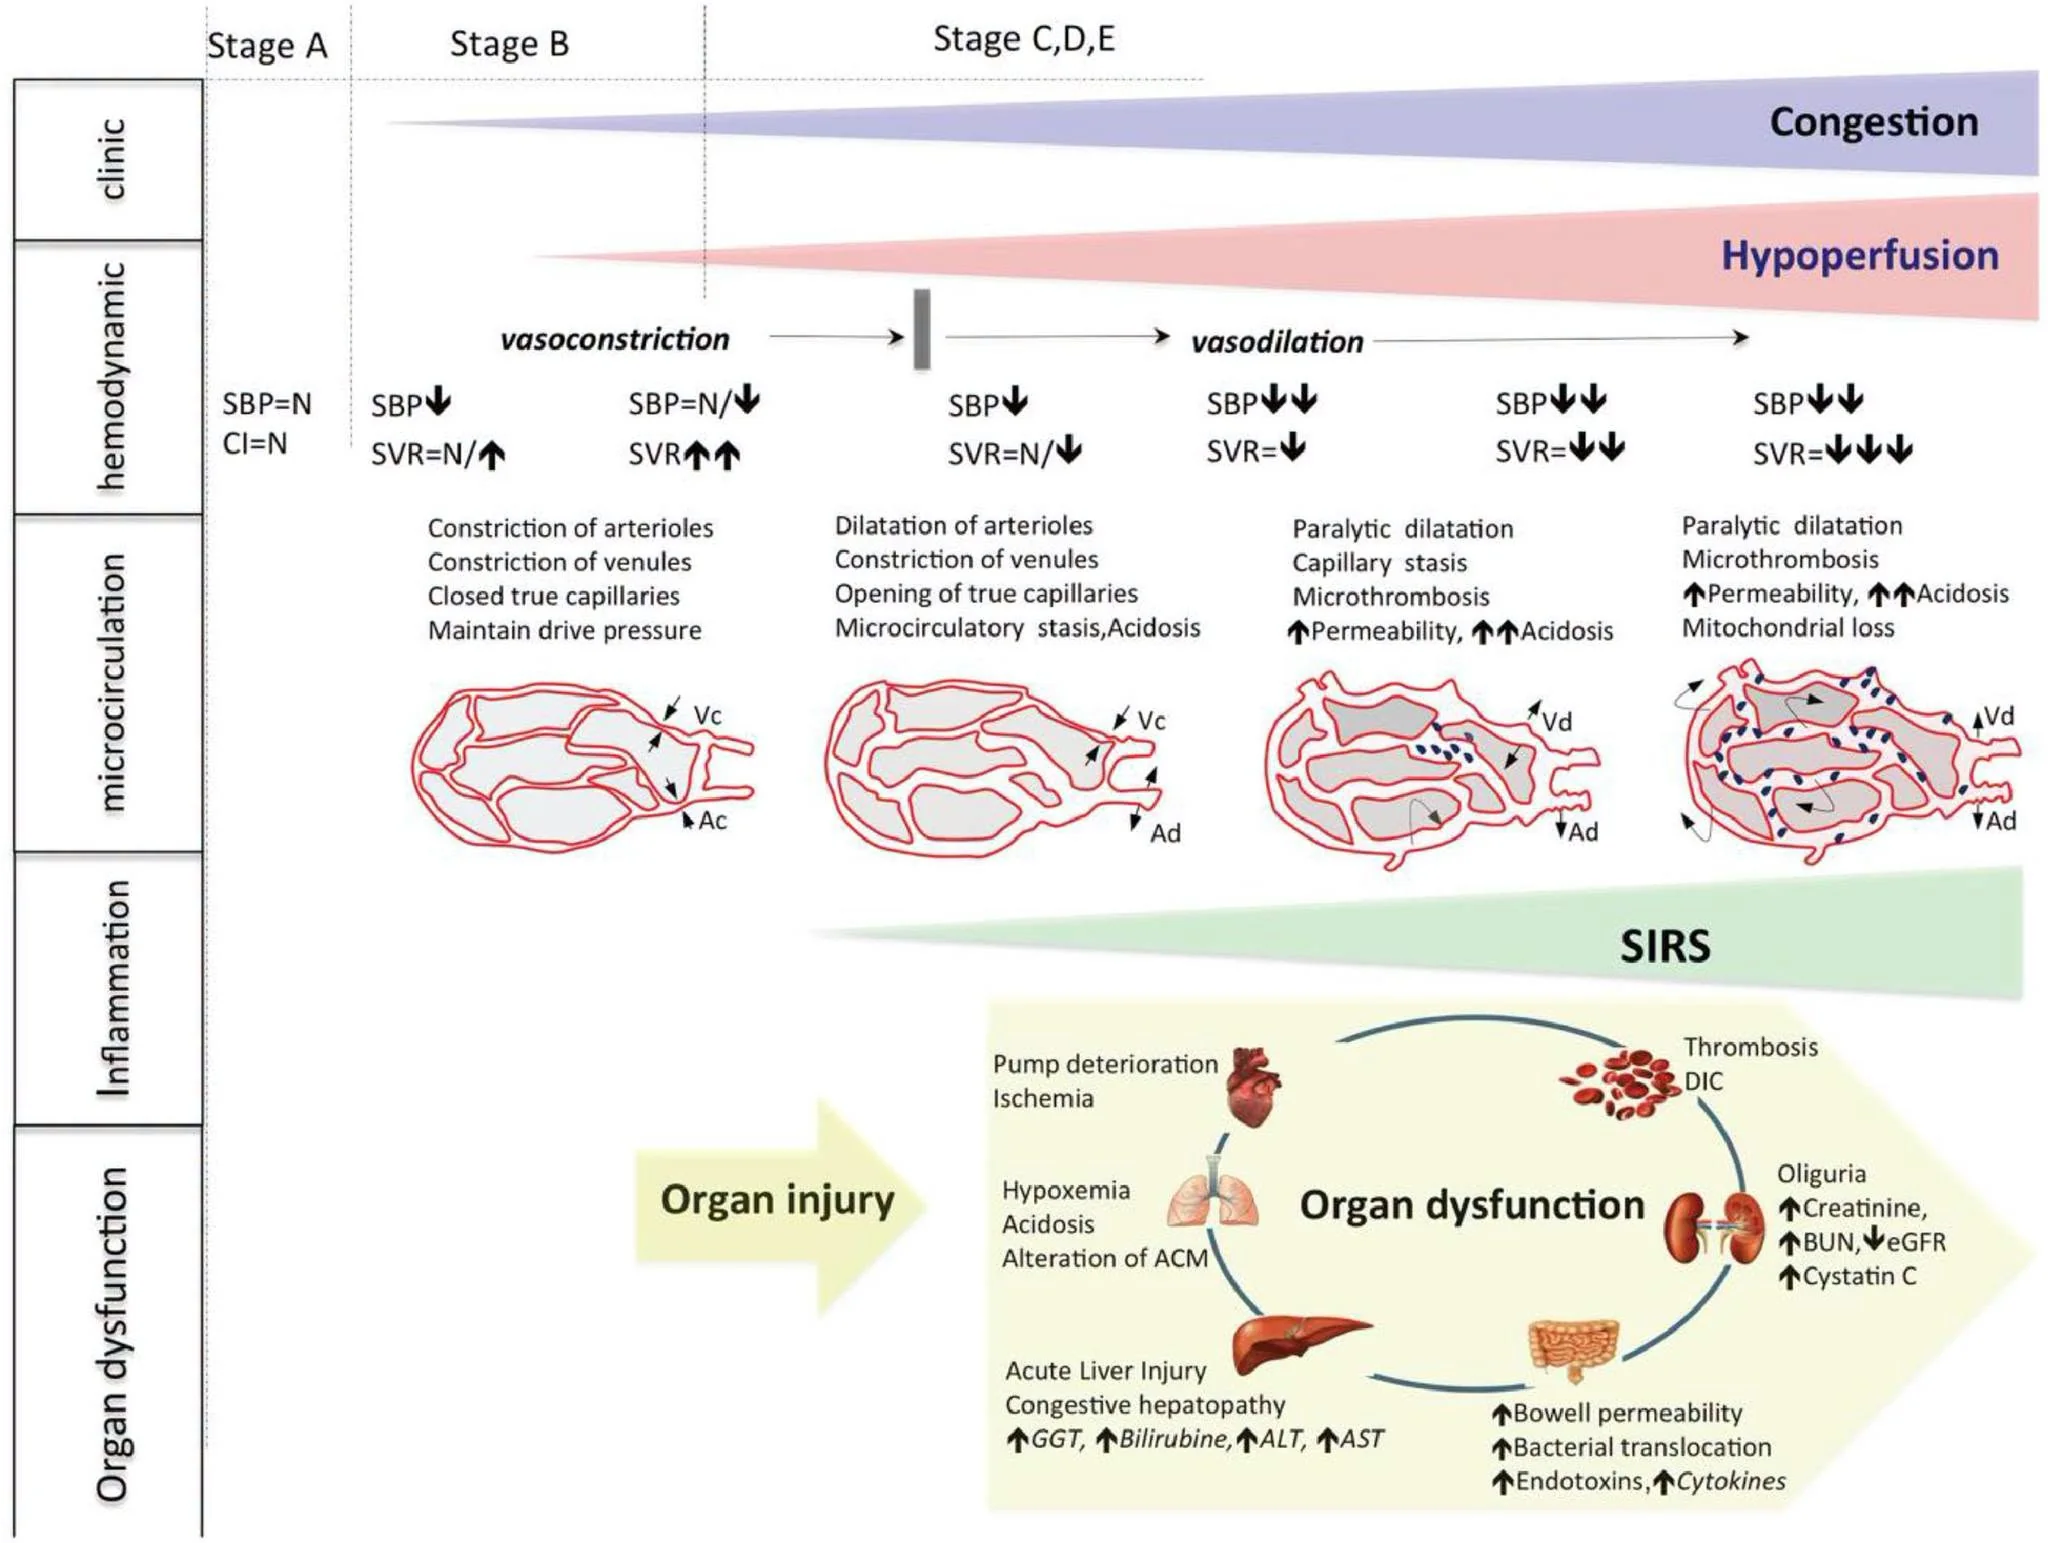 Stage A
Stage B
Stage C,D,E
clinic
Congestion
Hypoperfusion
hemodynamic
vasoconstriction
vasodilation
SBP=N
CI=N
SBP↓
SVR=N/↑
SBP=N/↓
SVR↑↑
SBP↓
SVR=N/↓
SBP↓↓
SVR=↓
SBP↓↓
SVR=↓↓
SBP↓↓
SVR=↓↓↓
microcirculation
Constriction of arterioles
Constriction of venules
Closed true capillaries
Maintain drive pressure
Vc
Ac
Dilatation of arterioles
Constriction of venules
Opening of true capillaries
Microcirculatory stasis,Acidosis
Vc
Ad
Paralytic dilatation
Capillary stasis
Microthrombosis
↑Permeability, ↑↑Acidosis
Vd
Ad
Paralytic dilatation
Microthrombosis
↑Permeability, ↑↑Acidosis
Mitochondrial loss
Vd
Ad
Inflammation
SIRS
Organ dysfunction
Organ injury
Organ dysfunction
Pump deterioration
Ischemia
Thrombosis
DIC
Hypoxemia
Acidosis
Alteration of ACM
Oliguria
↑Creatinine,
↑BUN,↓eGFR
↑Cystatin C
Acute Liver Injury
Congestive hepatopathy
↑GGT, ↑Bilirubine,↑ALT, ↑AST
↑Bowell permeability
↑Bacterial translocation
↑Endotoxins,↑Cytokines